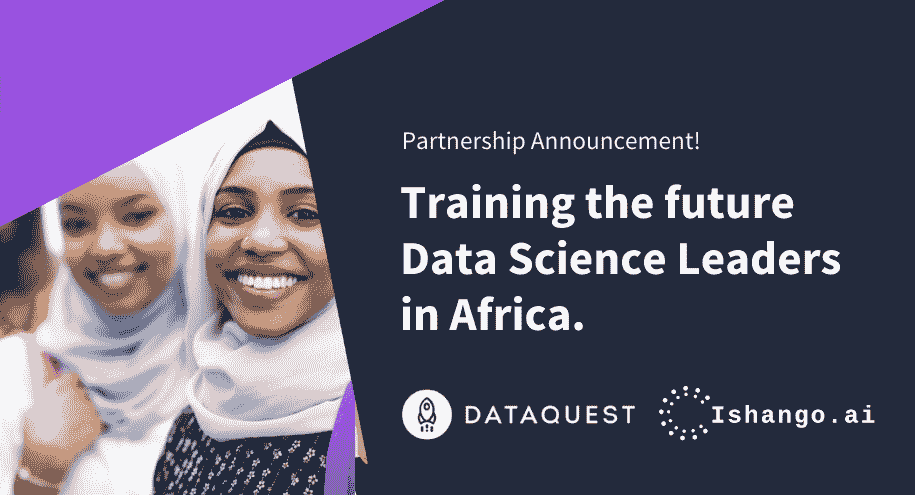 Partnership Announcement!
Training the future
Data Science Leaders
in Africa.
DATAQUEST
Ishango.ai